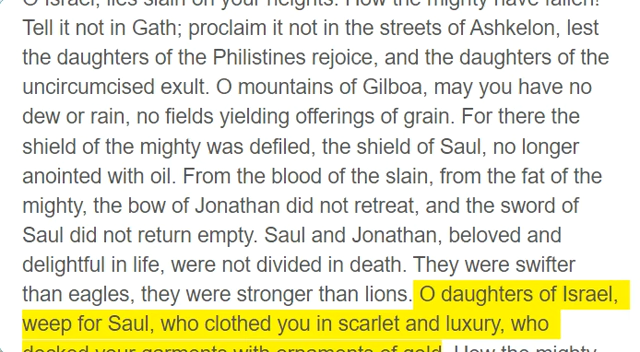 O Israel, lies slain on your heights. How the mighty have fallen!
Tell it not in Gath; proclaim it not in the streets of Ashkelon, lest
the daughters of the Philistines rejoice, and the daughters of the
uncircumcised exult. O mountains of Gilboa, may you have no
dew or rain, no fields yielding offerings of grain. For there the
shield of the mighty was defiled, the shield of Saul, no longer
anointed with oil. From the blood of the slain, from the fat of the
mighty, the bow of Jonathan did not retreat, and the sword of
Saul did not return empty. Saul and Jonathan, beloved and
delightful in life, were not divided in death. They were swifter
than eagles, they were stronger than lions. O daughters of Israel,
weep for Saul, who clothed you in scarlet and luxury, who
decked your garments with ornaments of gold. How the mighty